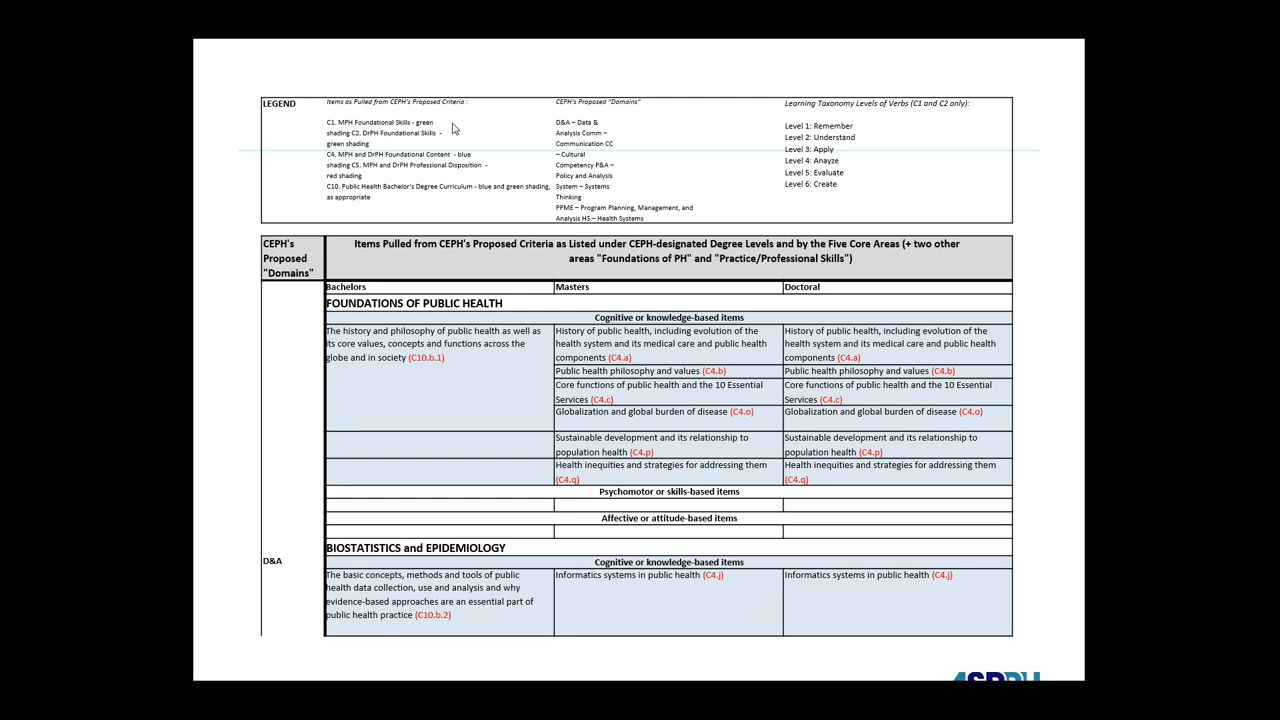 LEGEND
Items as Pulled from CEPH's Proposed Criteria :
C1. MPH Foundational Skills - green
shading C2. DrPH Foundational Skills -
green shading
C4. MPH and DrPH Foundational Content - blue
shading C5. MPH and DrPH Professional Disposition -
red shading
C10. Public Health Bachelor's Degree Curriculum - blue and green shading,
as appropriate
CEPH's Proposed "Domains"
D&A – Data &
Analysis Comm –
Communication CC
– Cultural
Competency P&A –
Policy and Analysis
System – Systems
Thinking
PPME – Program Planning, Management, and
Analysis HS – Health Systems
Learning Taxonomy Levels of Verbs (C1 and C2 only):
Level 1: Remember
Level 2: Understand
Level 3: Apply
Level 4: Anayze
Level 5: Evaluate
Level 6: Create
CEPH's
Proposed
"Domains"
Items Pulled from CEPH's Proposed Criteria as Listed under CEPH-designated Degree Levels and by the Five Core Areas (+ two other
areas "Foundations of PH" and "Practice/Professional Skills")
Bachelors
Masters
Doctoral
FOUNDATIONS OF PUBLIC HEALTH
Cognitive or knowledge-based items
The history and philosophy of public health as well as
its core values, concepts and functions across the
globe and in society (C10.b.1)
History of public health, including evolution of the
health system and its medical care and public health
components (C4.a)
History of public health, including evolution of the
health system and its medical care and public health
components (C4.a)
Public health philosophy and values (C4.b)
Public health philosophy and values (C4.b)
Core functions of public health and the 10 Essential
Services (C4.c)
Core functions of public health and the 10 Essential
Services (C4.c)
Globalization and global burden of disease (C4.o)
Globalization and global burden of disease (C4.o)
Sustainable development and its relationship to
population health (C4.p)
Sustainable development and its relationship to
population health (C4.p)
Health inequities and strategies for addressing them
(C4.q)
Health inequities and strategies for addressing them
(C4.q)
Psychomotor or skills-based items
Affective or attitude-based items
BIOSTATISTICS and EPIDEMIOLOGY
D&A
Cognitive or knowledge-based items
The basic concepts, methods and tools of public
health data collection, use and analysis and why
evidence-based approaches are an essential part of
public health practice (C10.b.2)
Informatics systems in public health (C4.j)
Informatics systems in public health (C4.j)